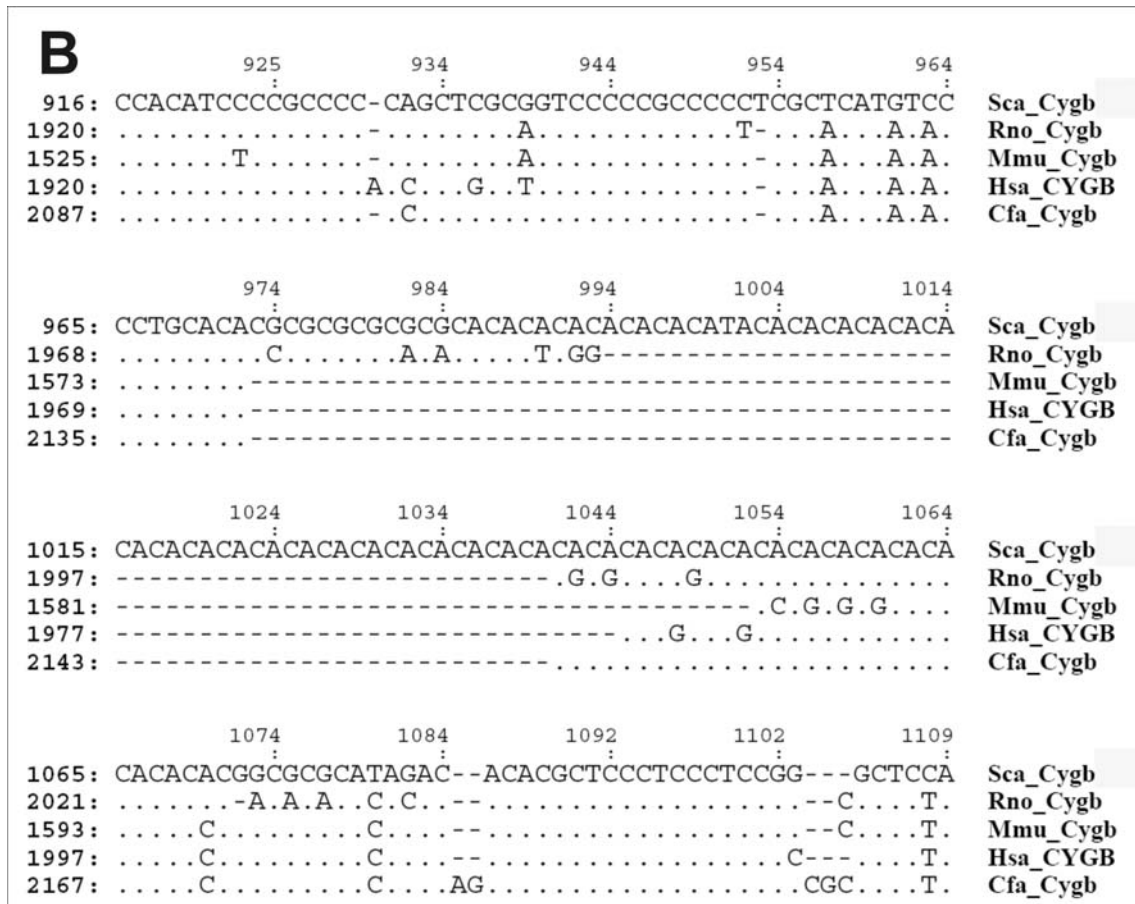 B
925 934 944 954 964
916: CCACATCCCCGCCCC-CAGCTCGCGGTCCCCCGCCCCCTCGCTCATGTCC Sca_Cygb
1920: ...............-........A............T-...A...A.A. Rno_Cygb
1525: .......T.......-........A.............-...A...A.A. Mmu_Cygb
1920: ...............A.C...G..T.............-...A...A.A. Hsa_CYGB
2087: ...............-.C....................-...A...A.A. Cfa_Cygb
974 984 994 1004 1014
965: CCTGCACACGCGCGCGCGCGCACACACACACACACATACACACACACACA Sca_Cygb
1968: .........C.......A.A.....T.GG--------------------- Rno_Cygb
1573: ........------------------------------------------ Mmu_Cygb
1969: ........------------------------------------------ Hsa_CYGB
2135: ........------------------------------------------ Cfa_Cygb
1024 1034 1044 1054 1064
1015: CACACACACACACACACACACACACACACACACACACACACACACACACA Sca_Cygb
1997: --------------------------.G.G....G............... Rno_Cygb
1581: --------------------------------------.C.G.G.G.... Mmu_Cygb
1977: ------------------------------...G...G............ Hsa_CYGB
2143: --------------------------........................ Cfa_Cygb
1074 1084 1092 1102 1109
1065: CACACACGGCGCGCATAGAC--ACACGCTCCCTCCCTCCGG---GCTCCA Sca_Cygb
2021: .......-A.A.A..C.C..--...................--C....T. Rno_Cygb
1593: .....C.........C....--...................--C....T. Mmu_Cygb
1997: .....C.........C....--..................C---....T. Hsa_CYGB
2167: .....C.........C....AG...................CGC....T. Cfa_Cygb